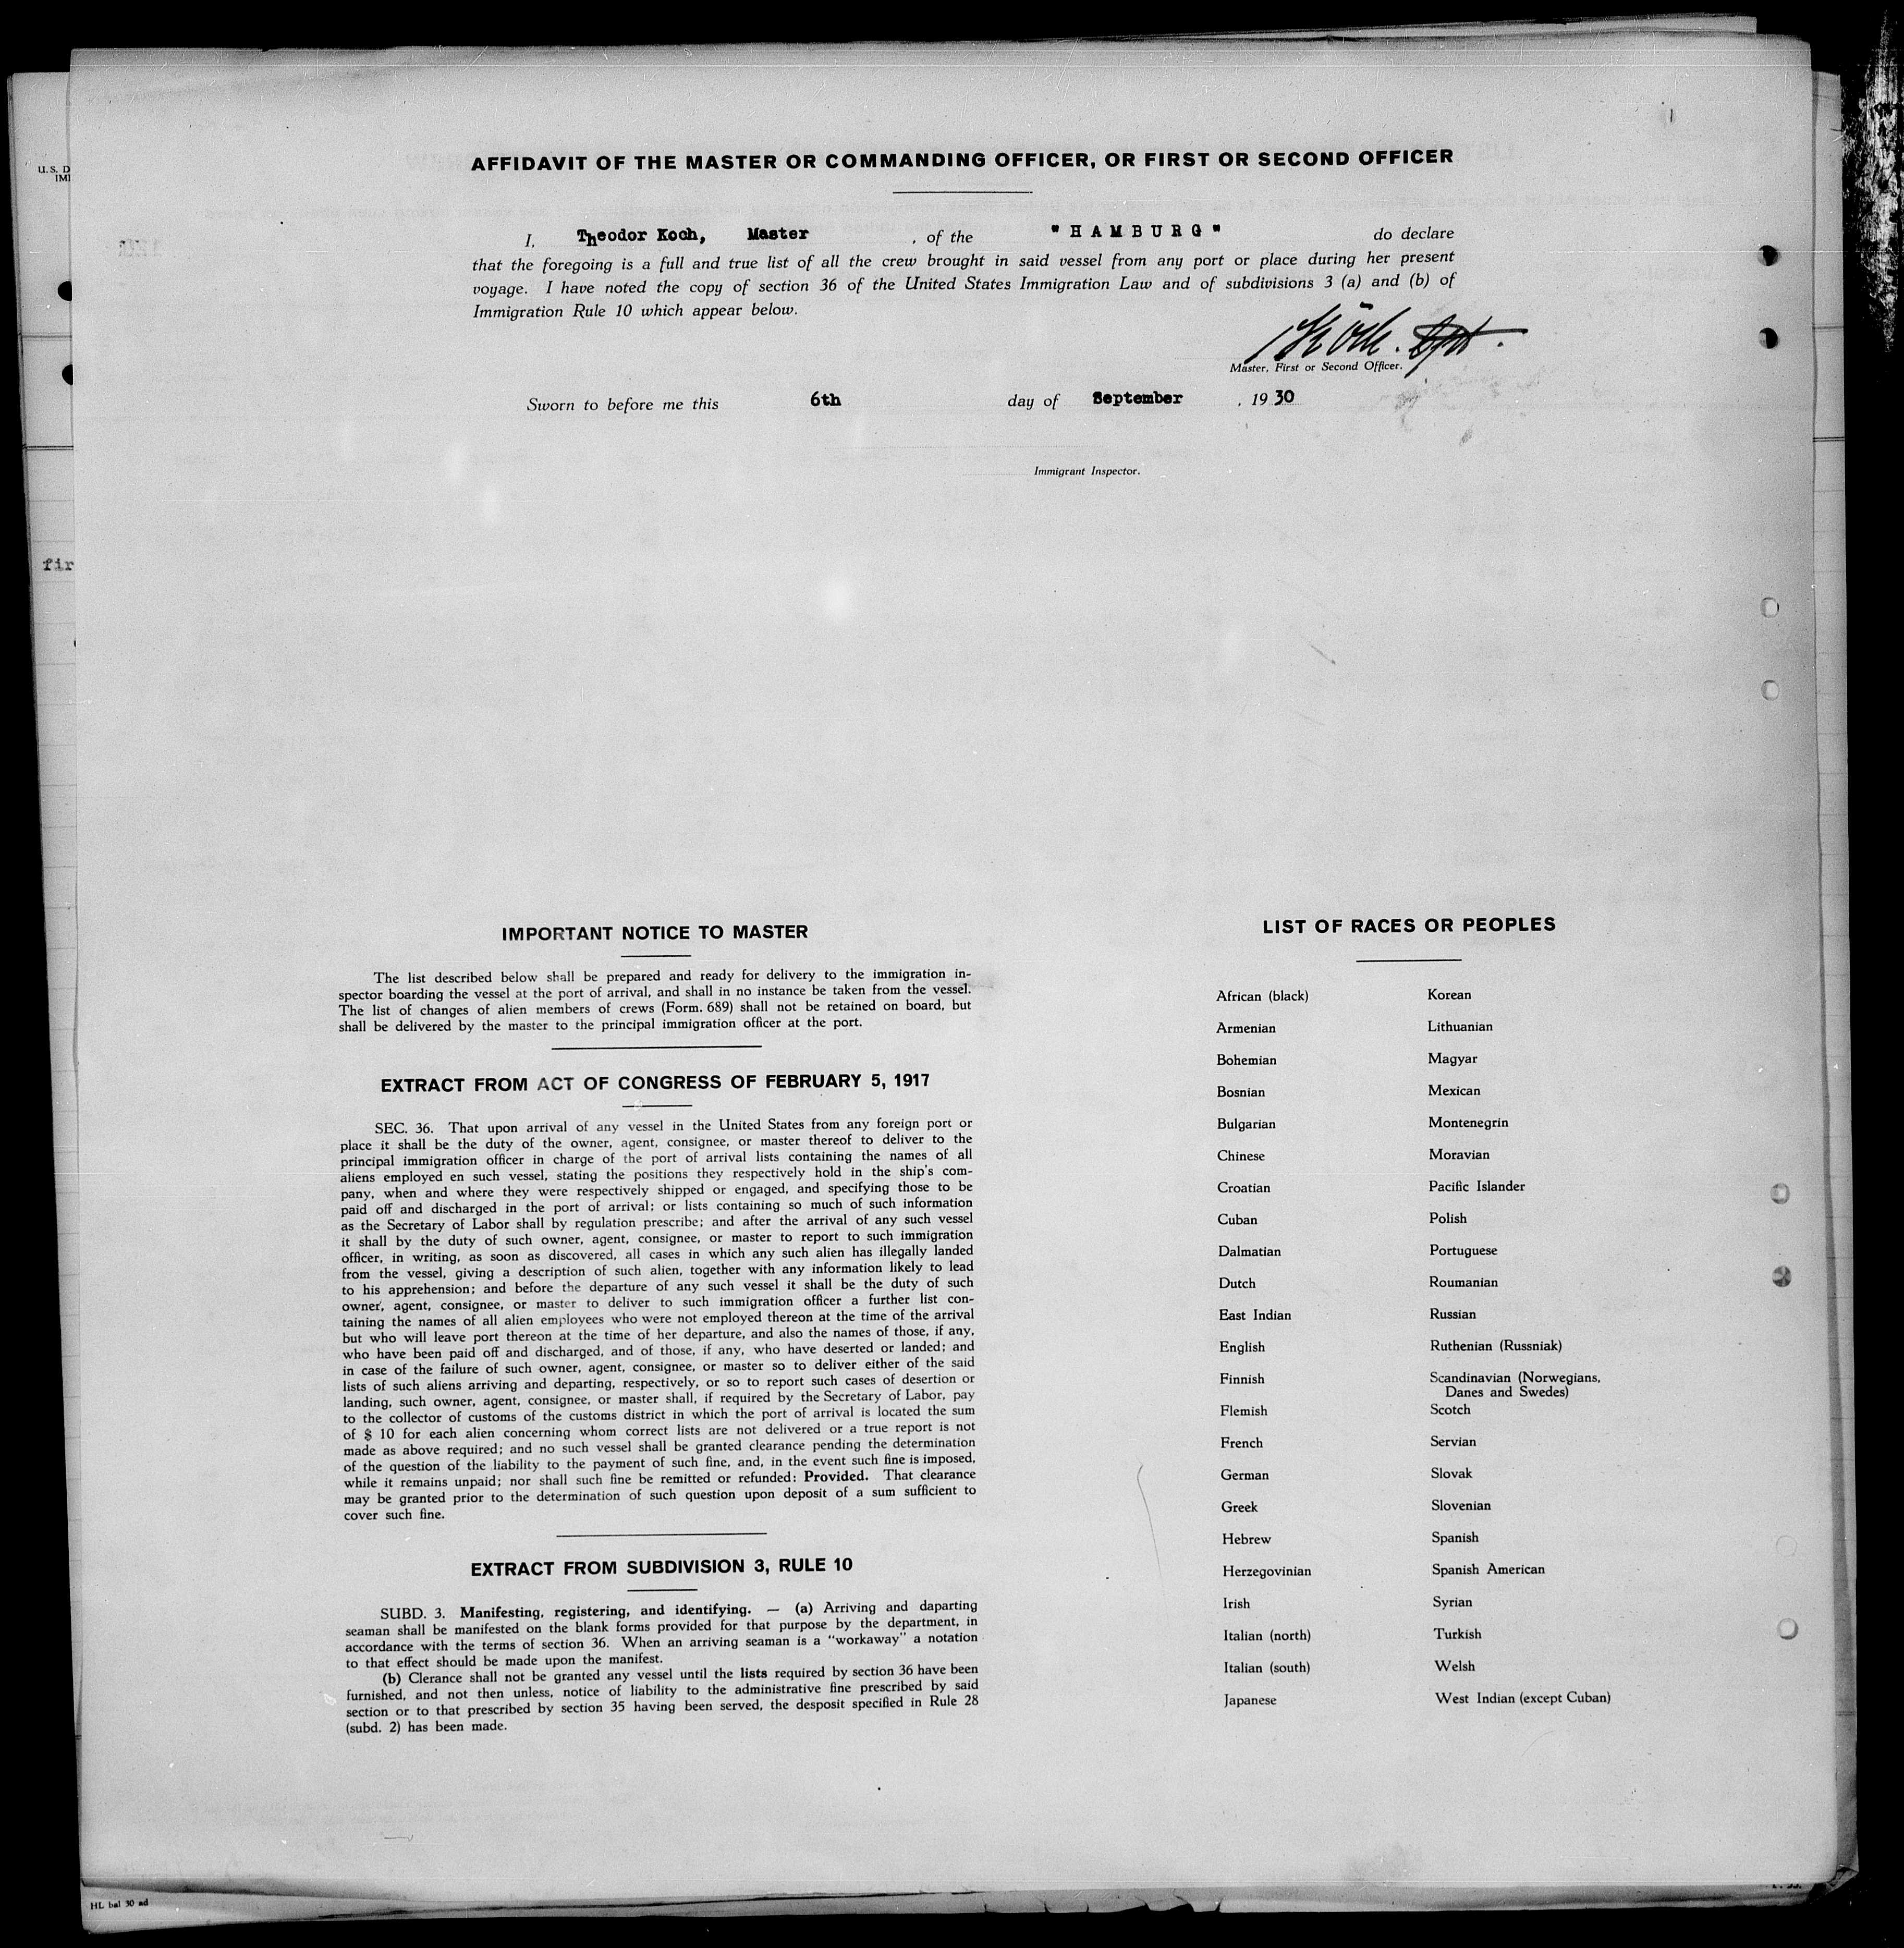 U.S. D
IMI
AFFIDAVIT OF THE MASTER OR COMMANDING OFFICER, OR FIRST OR SECOND OFFICER
I, Theodor Koch, Master , of the "HAMBURG" do declare
that the foregoing is a full and true list of all the crew brought in said vessel from any port or place during her present
voyage. I have noted the copy of section 36 of the United States Immigration Law and of subdivisions 3 (a) and (b) of
Immigration Rule 10 which appear below.
Koch.
Master, First or Second Officer.
Sworn to before me this 6th day of September , 19 30
Immigrant Inspector.
fir
IMPORTANT NOTICE TO MASTER
The list described below shall be prepared and ready for delivery to the immigration in-
spector boarding the vessel at the port of arrival, and shall in no instance be taken from the vessel.
The list of changes of alien members of crews (Form. 689) shall not be retained on board, but
shall be delivered by the master to the principal immigration officer at the port.
EXTRACT FROM ACT OF CONGRESS OF FEBRUARY 5, 1917
SEC. 36. That upon arrival of any vessel in the United States from any foreign port or
place it shall be the duty of the owner, agent, consignee, or master thereof to deliver to the
principal immigration officer in charge of the port of arrival lists containing the names of all
aliens employed en such vessel, stating the positions they respectively hold in the ship's com-
pany, when and where they were respectively shipped or engaged, and specifying those to be
paid off and discharged in the port of arrival; or lists containing so much of such information
as the Secretary of Labor shall by regulation prescribe; and after the arrival of any such vessel
it shall by the duty of such owner, agent, consignee, or master to report to such immigration
officer, in writing, as soon as discovered, all cases in which any such alien has illegally landed
from the vessel, giving a description of such alien, together with any information likely to lead
to his apprehension; and before the departure of any such vessel it shall be the duty of such
owner, agent, consignee, or master to deliver to such immigration officer a further list con-
taining the names of all alien employees who were not employed thereon at the time of the arrival
but who will leave port thereon at the time of her departure, and also the names of those, if any,
who have been paid off and discharged, and of those, if any, who have deserted or landed; and
in case of the failure of such owner, agent, consignee, or master so to deliver either of the said
lists of such aliens arriving and departing, respectively, or so to report such cases of desertion or
landing, such owner, agent, consignee, or master shall, if required by the Secretary of Labor, pay
to the collector of customs of the customs district in which the port of arrival is located the sum
of $ 10 for each alien concerning whom correct lists are not delivered or a true report is not
made as above required; and no such vessel shall be granted clearance pending the determination
of the question of the liability to the payment of such fine, and, in the event such fine is imposed,
while it remains unpaid; nor shall such fine be remitted or refunded: Provided. That clearance
may be granted prior to the determination of such question upon deposit of a sum sufficient to
cover such fine.
EXTRACT FROM SUBDIVISION 3, RULE 10
SUBD. 3. Manifesting, registering, and identifying. — (a) Arriving and daparting
seaman shall be manifested on the blank forms provided for that purpose by the department, in
accordance with the terms of section 36. When an arriving seaman is a "workaway" a notation
to that effect should be made upon the manifest.
(b) Clerance shall not be granted any vessel until the lists required by section 36 have been
furnished, and not then unless, notice of liability to the administrative fine prescribed by said
section or to that prescribed by section 35 having been served, the desposit specified in Rule 28
(subd. 2) has been made.
LIST OF RACES OR PEOPLES
African (black) Korean
Armenian Lithuanian
Bohemian Magyar
Bosnian Mexican
Bulgarian Montenegrin
Chinese Moravian
Croatian Pacific Islander
Cuban Polish
Dalmatian Portuguese
Dutch Roumanian
East Indian Russian
English Ruthenian (Russniak)
Finnish Scandinavian (Norwegians,
Danes and Swedes)
Flemish Scotch
French Servian
German Slovak
Greek Slovenian
Hebrew Spanish
Herzegovinian Spanish American
Irish Syrian
Italian (north) Turkish
Italian (south) Welsh
Japanese West Indian (except Cuban)
HL bal 30 ad